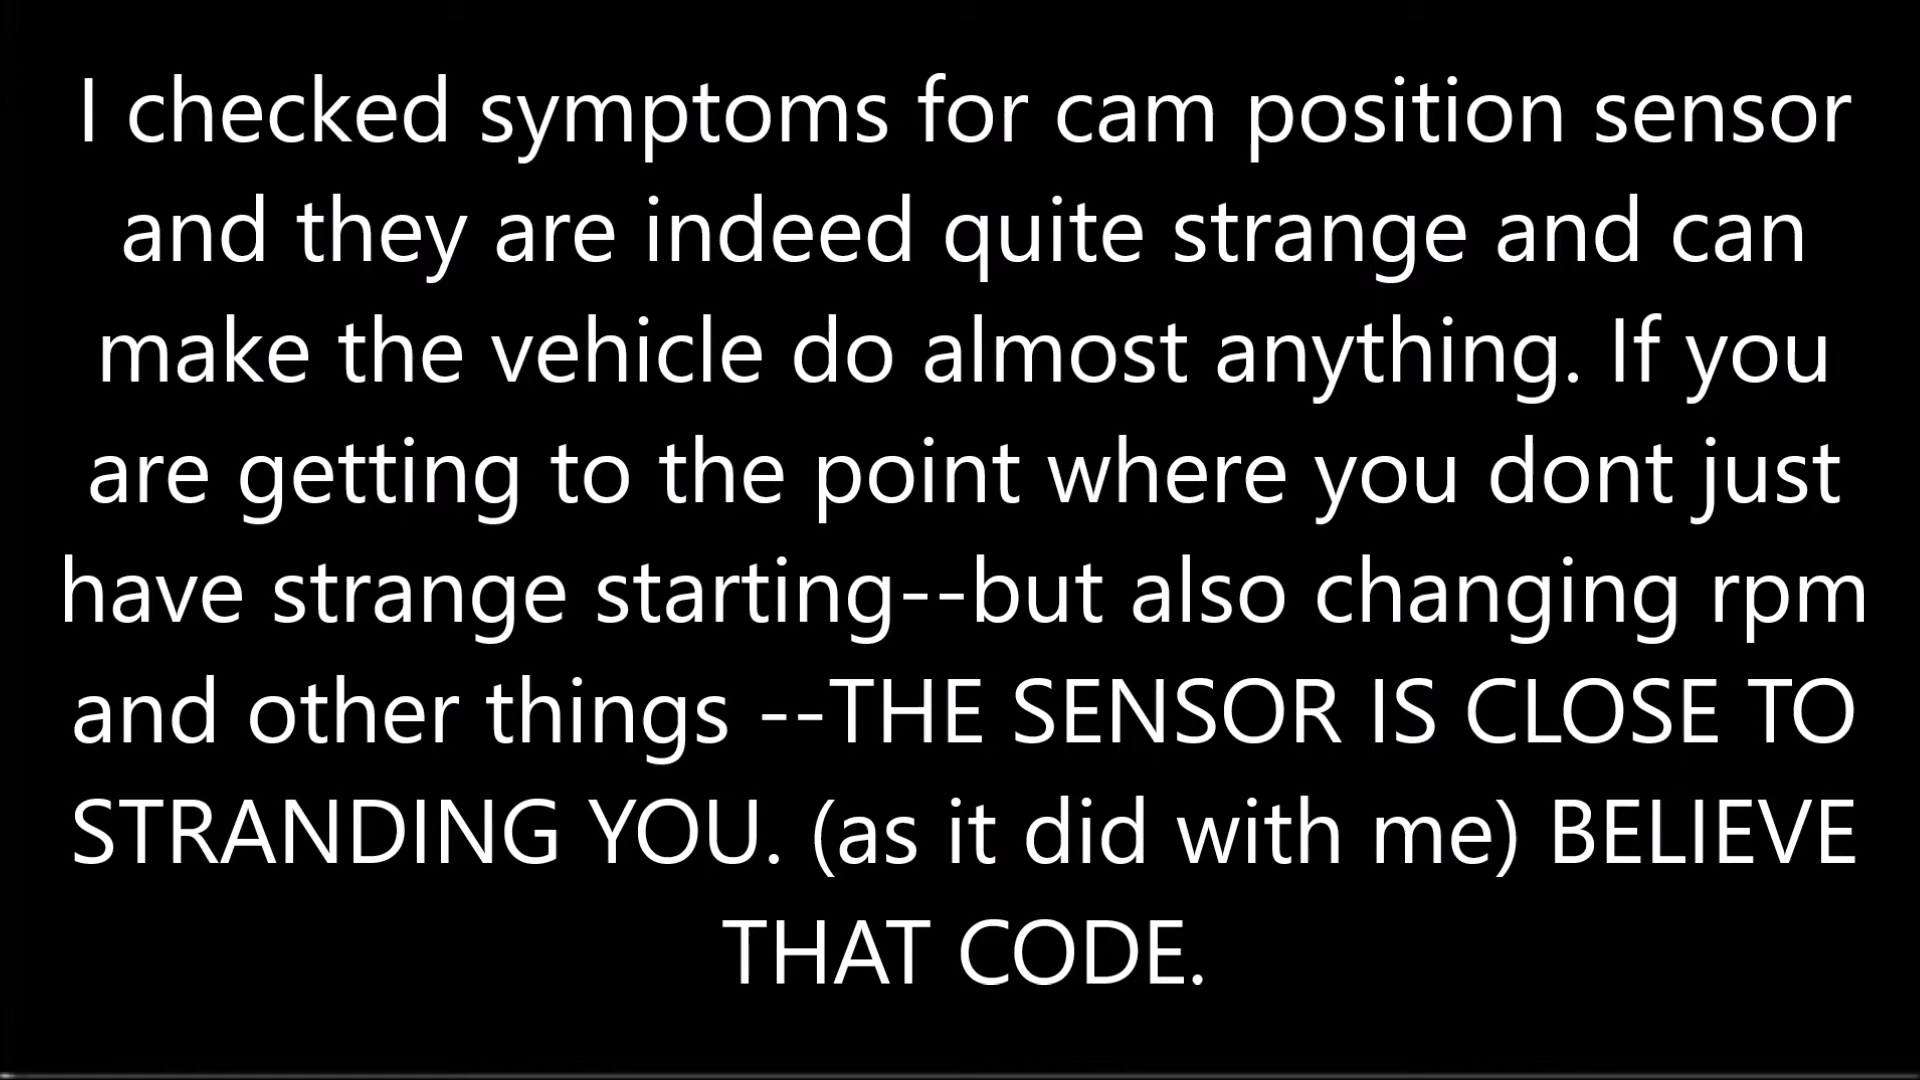 I checked symptoms for cam position sensor
and they are indeed quite strange and can
make the vehicle do almost anything. If you
are getting to the point where you dont just
have strange starting--but also changing rpm
and other things --THE SENSOR IS CLOSE TO
STRANDING YOU. (as it did with me) BELIEVE
THAT CODE.